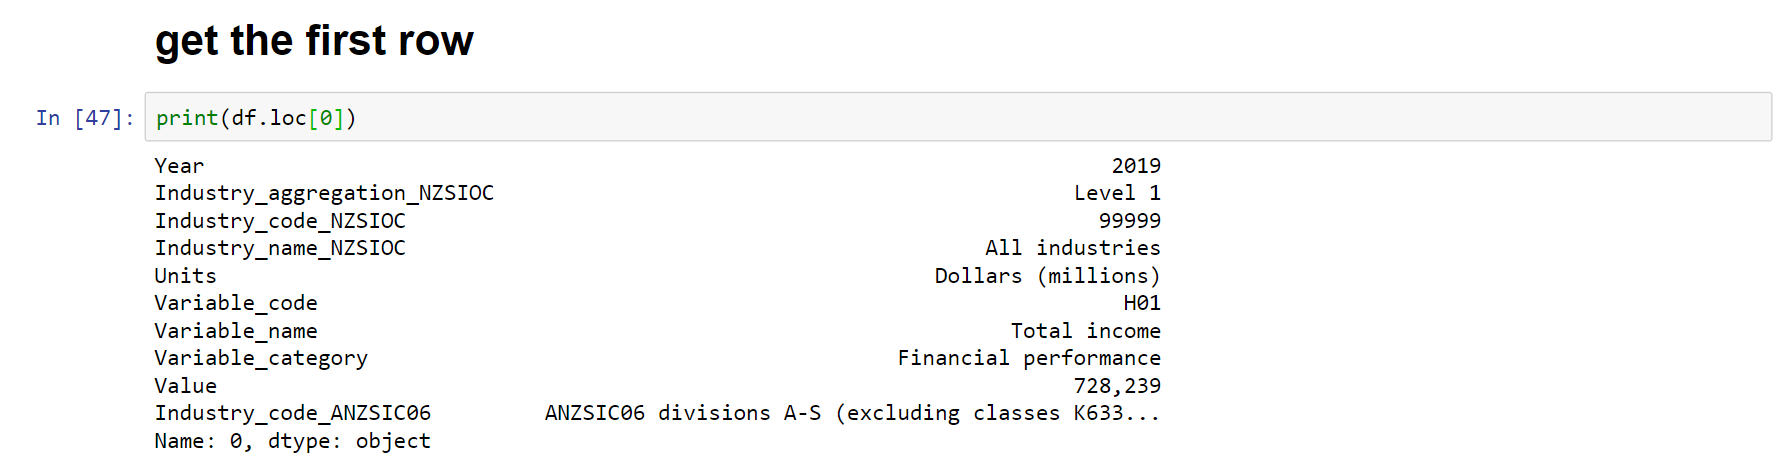 get the first row
In [47]: print(df.loc[0])
Year 2019
Industry_aggregation_NZSIOC Level 1
Industry_code_NZSIOC 99999
Industry_name_NZSIOC All industries
Units Dollars (millions)
Variable_code H01
Variable_name Total income
Variable_category Financial performance
Value 728,239
Industry_code_ANZSIC06 ANZSIC06 divisions A-S (excluding classes K633...
Name: 0, dtype: object